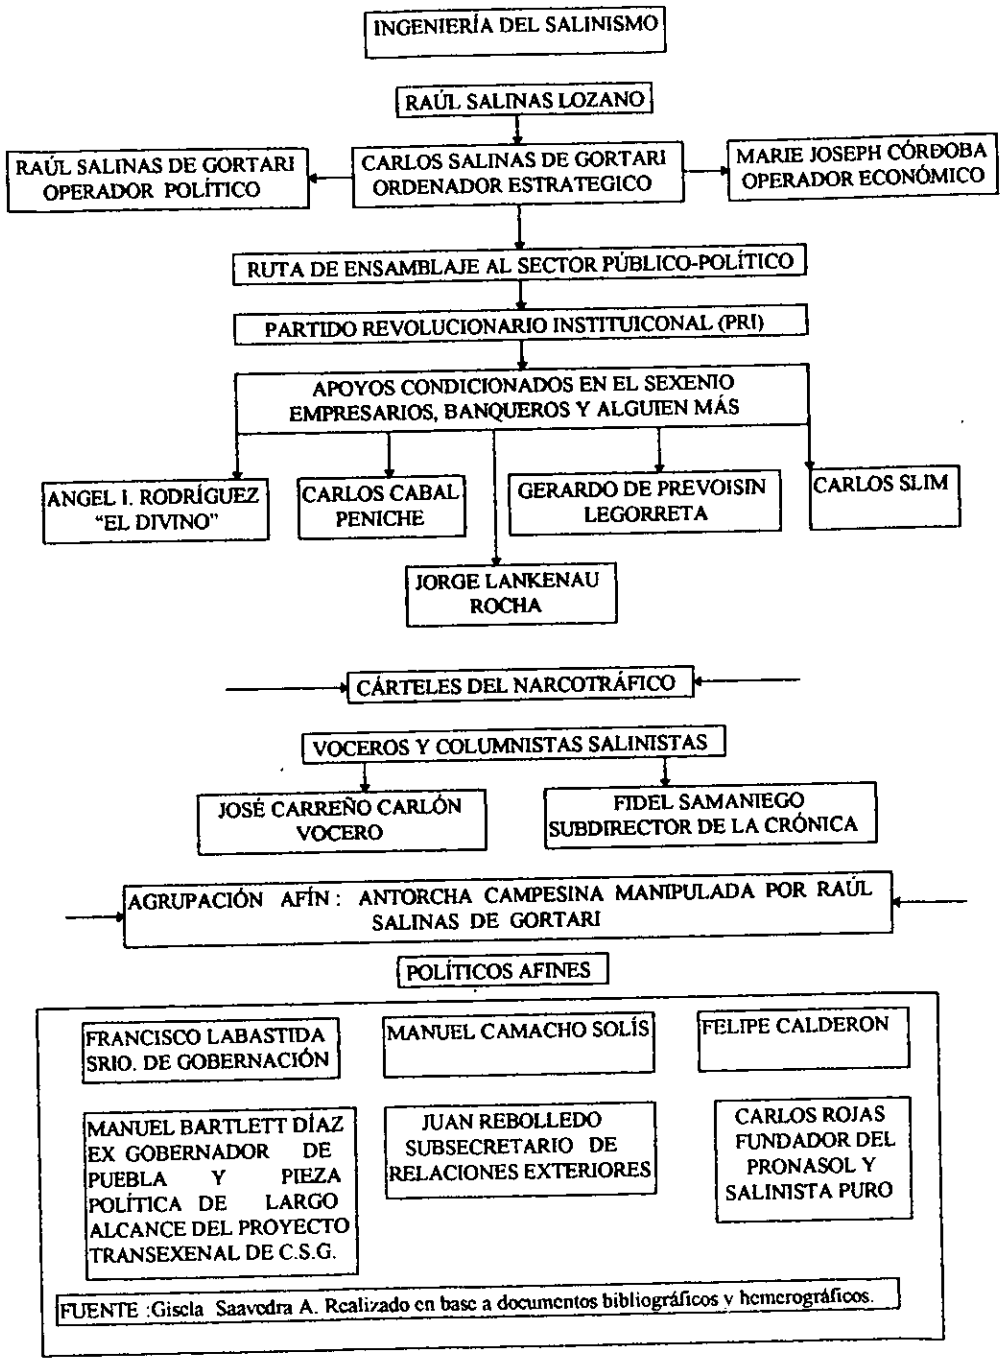 INGENIERÍA DEL SALINISMO
RAÚL SALINAS LOZANO
RAÚL SALINAS DE GORTARI
OPERADOR POLÍTICO
CARLOS SALINAS DE GORTARI
ORDENADOR ESTRATEGICO
MARIE JOSEPH CÓRDOBA
OPERADOR ECONÓMICO
RUTA DE ENSAMBLAJE AL SECTOR PÚBLICO-POLÍTICO
PARTIDO REVOLUCIONARIO INSTITUICONAL (PRI)
APOYOS CONDICIONADOS EN EL SEXENIO
EMPRESARIOS, BANQUEROS Y ALGUIEN MÁS
ANGEL I. RODRÍGUEZ
"EL DIVINO"
CARLOS CABAL
PENICHE
GERARDO DE PREVOISIN
LEGORRETA
CARLOS SLIM
JORGE LANKENAU
ROCHA
CÁRTELES DEL NARCOTRÁFICO
VOCEROS Y COLUMNISTAS SALINISTAS
JOSÉ CARREÑO CARLÓN
VOCERO
FIDEL SAMANIEGO
SUBDIRECTOR DE LA CRÓNICA
AGRUPACIÓN AFÍN : ANTORCHA CAMPESINA MANIPULADA POR RAÚL
SALINAS DE GORTARI
POLÍTICOS AFINES
FRANCISCO LABASTIDA
SRIO. DE GOBERNACIÓN
MANUEL CAMACHO SOLÍS
FELIPE CALDERON
MANUEL BARTLETT DÍAZ
EX GOBERNADOR DE
PUEBLA Y PIEZA
POLÍTICA DE LARGO
ALCANCE DEL PROYECTO
TRANSEXENAL DE C.S.G.
JUAN REBOLLEDO
SUBSECRETARIO DE
RELACIONES EXTERIORES
CARLOS ROJAS
FUNDADOR DEL
PRONASOL Y
SALINISTA PURO
FUENTE :Gisela Saavedra A. Realizado en base a documentos bibliográficos y hemerográficos.